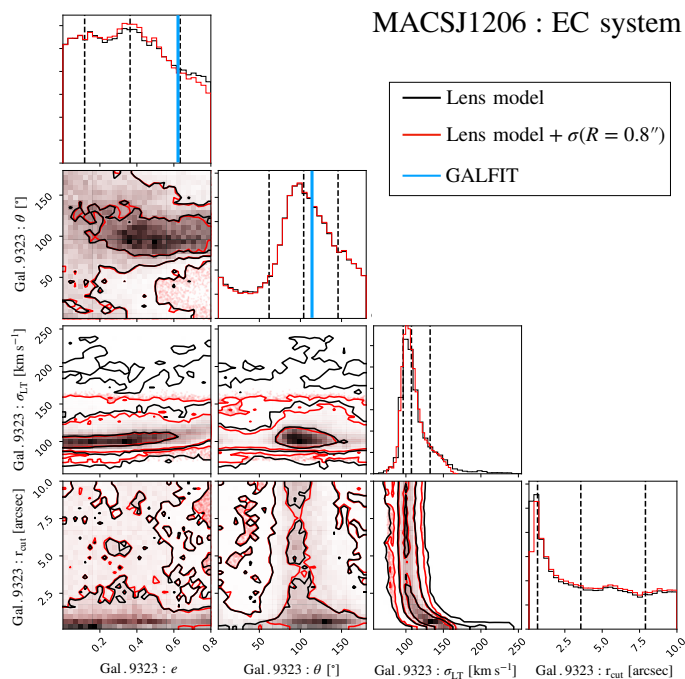 MACSJ1206 : EC system
Lens model
Lens model + σ(R = 0.8″)
GALFIT
Gal. 9323 : θ [°]
150
100
50
Gal. 9323 : σ_LT [km s⁻¹]
250
200
150
100
Gal. 9323 : r_cut [arcsec]
10.0
7.5
5.0
2.5
0.2 0.4 0.6 0.8
Gal. 9323 : e
50 100 150
Gal. 9323 : θ [°]
100 150 200 250
Gal. 9323 : σ_LT [km s⁻¹]
2.5 5.0 7.5 10.0
Gal. 9323 : r_cut [arcsec]